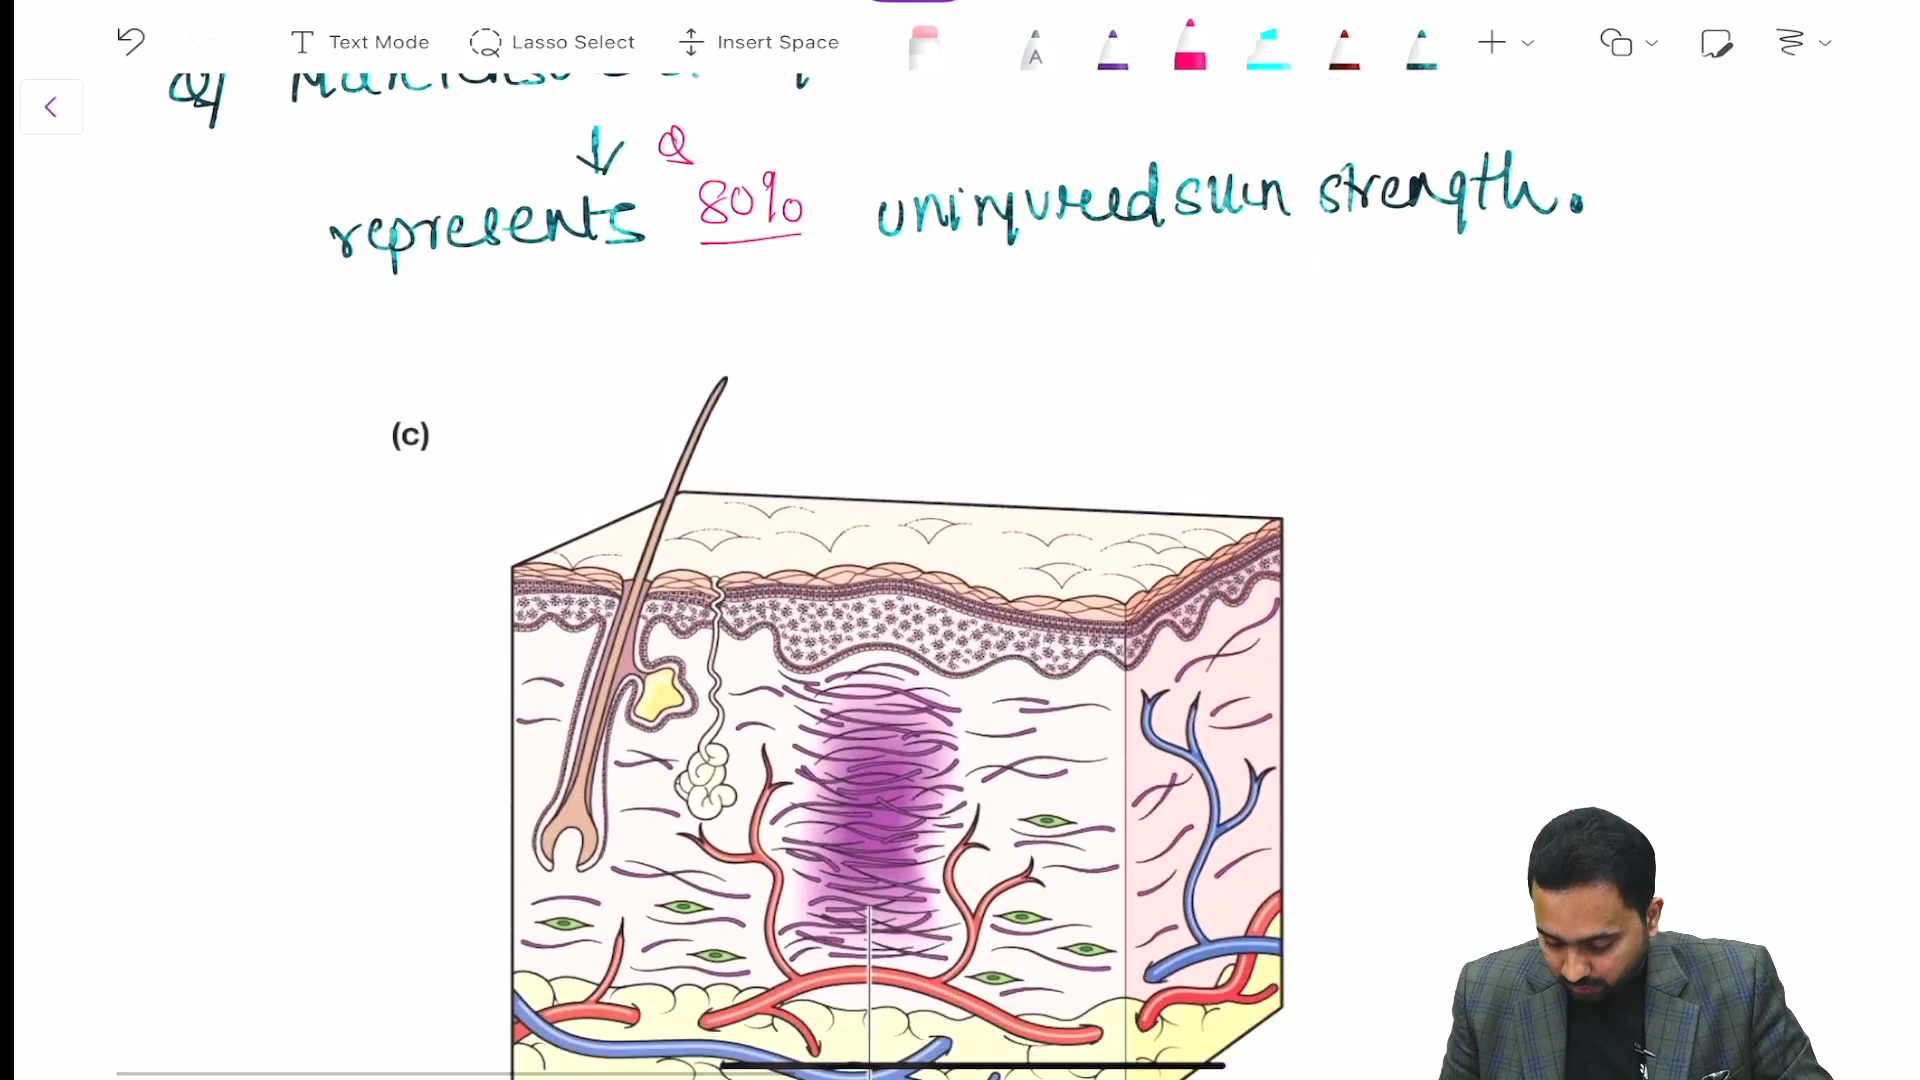 Text Mode Lasso Select Insert Space
A
Q
represents 80% uninjured skin strength.
(c)